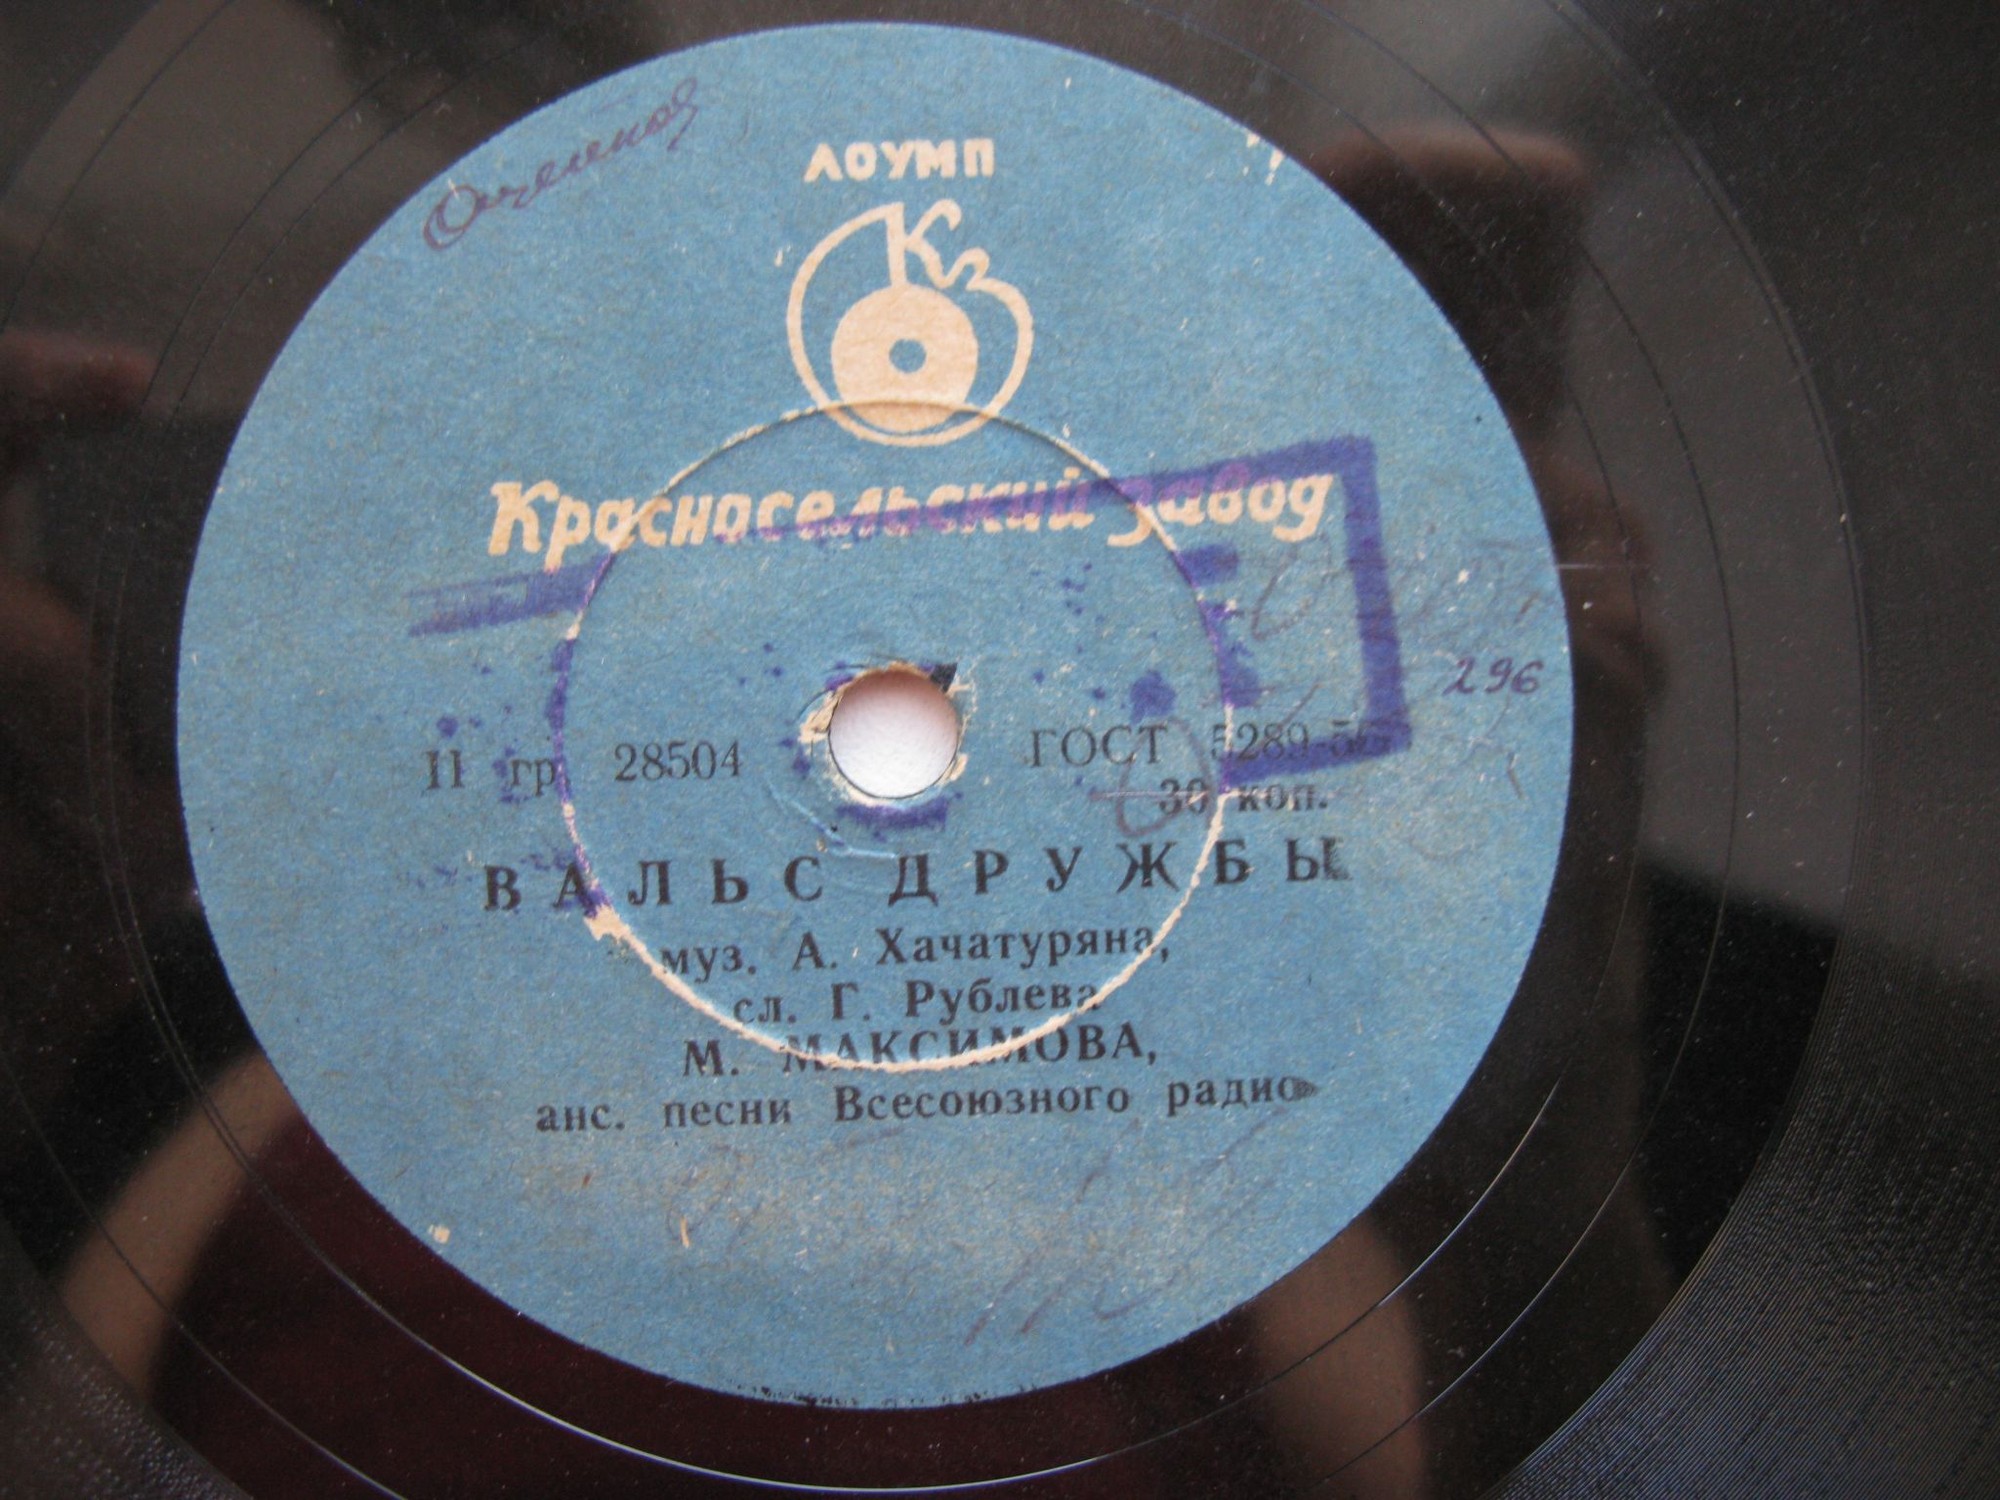 ЛОУМП
Кз
Красносельский завод
296
II гр. 28504
ГОСТ 5289-56
30 коп.
ВАЛЬС ДРУЖБЫ
муз. А. Хачатуряна,
сл. Г. Рублева
М. МАКСИМОВА,
анс. песни Всесоюзного радио